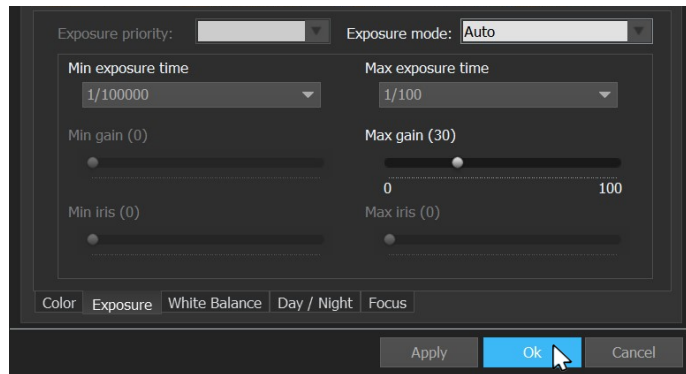 Exposure priority: Exposure mode: Auto
Min exposure time Max exposure time
1/100000 1/100
Min gain (0) Max gain (30)
0 100
Min iris (0) Max iris (0)
Color Exposure White Balance Day / Night Focus
Apply Ok Cancel